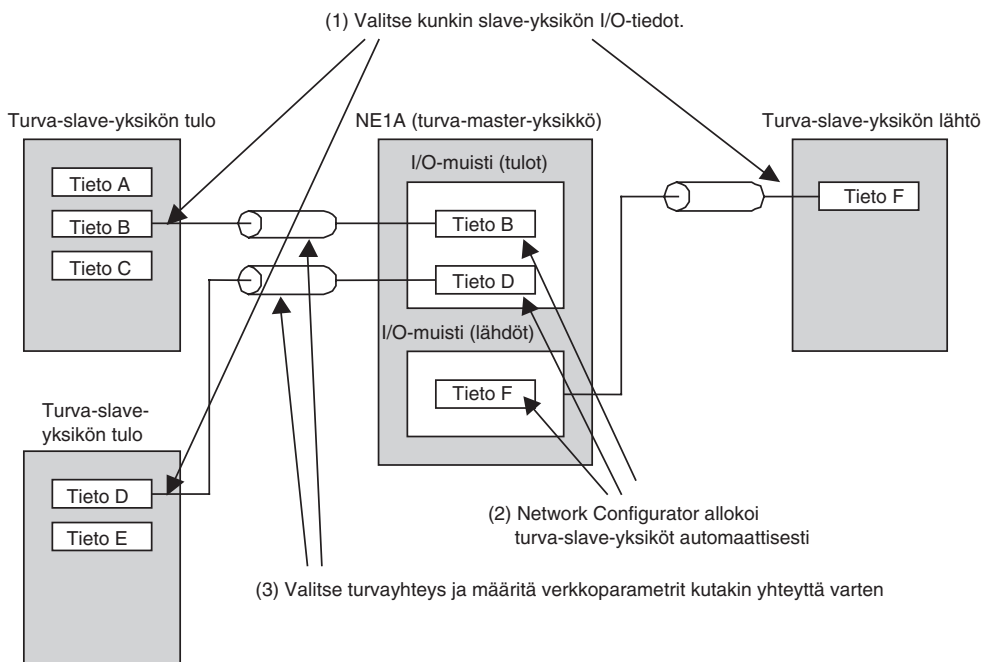 (1) Valitse kunkin slave-yksikön I/O-tiedot.
Turva-slave-yksikön tulo
NE1A (turva-master-yksikkö)
Turva-slave-yksikön lähtö
I/O-muisti (tulot)
Tieto A
Tieto B
Tieto C
Tieto B
Tieto D
Tieto F
I/O-muisti (lähdöt)
Tieto F
Turva-slave-
yksikön tulo
Tieto D
Tieto E
(2) Network Configurator allokoi
turva-slave-yksiköt automaattisesti
(3) Valitse turvayhteys ja määritä verkkoparametrit kutakin yhteyttä varten